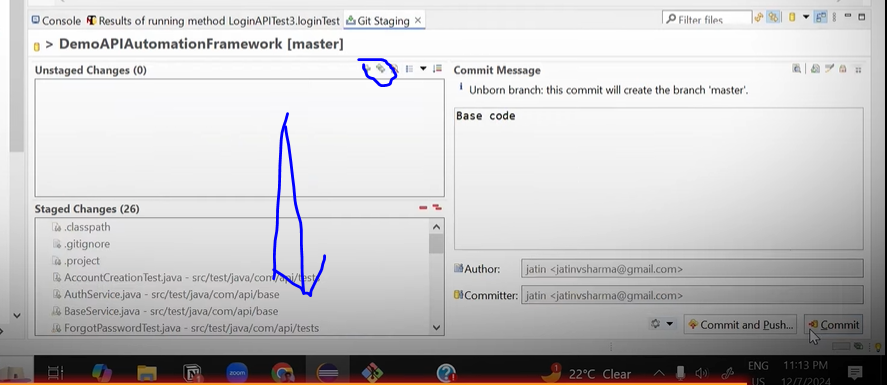 Console Results of running method LoginAPITest3.loginTest Git Staging
Filter files
> DemoAPIAutomationFramework [master]
Unstaged Changes (0)
Staged Changes (26)
.classpath
.gitignore
.project
AccountCreationTest.java - src/test/java/com/api/tests
AuthService.java - src/test/java/com/api/base
BaseService.java - src/test/java/com/api/base
ForgotPasswordTest.java - src/test/java/com/api/tests
Commit Message
Unborn branch: this commit will create the branch 'master'.
Base code
Author: jatin <jatinvsharma@gmail.com>
Committer: jatin <jatinvsharma@gmail.com>
Commit and Push... Commit
zoom
1
22°C Clear
ENG
US
11:13 PM
12/7/2024